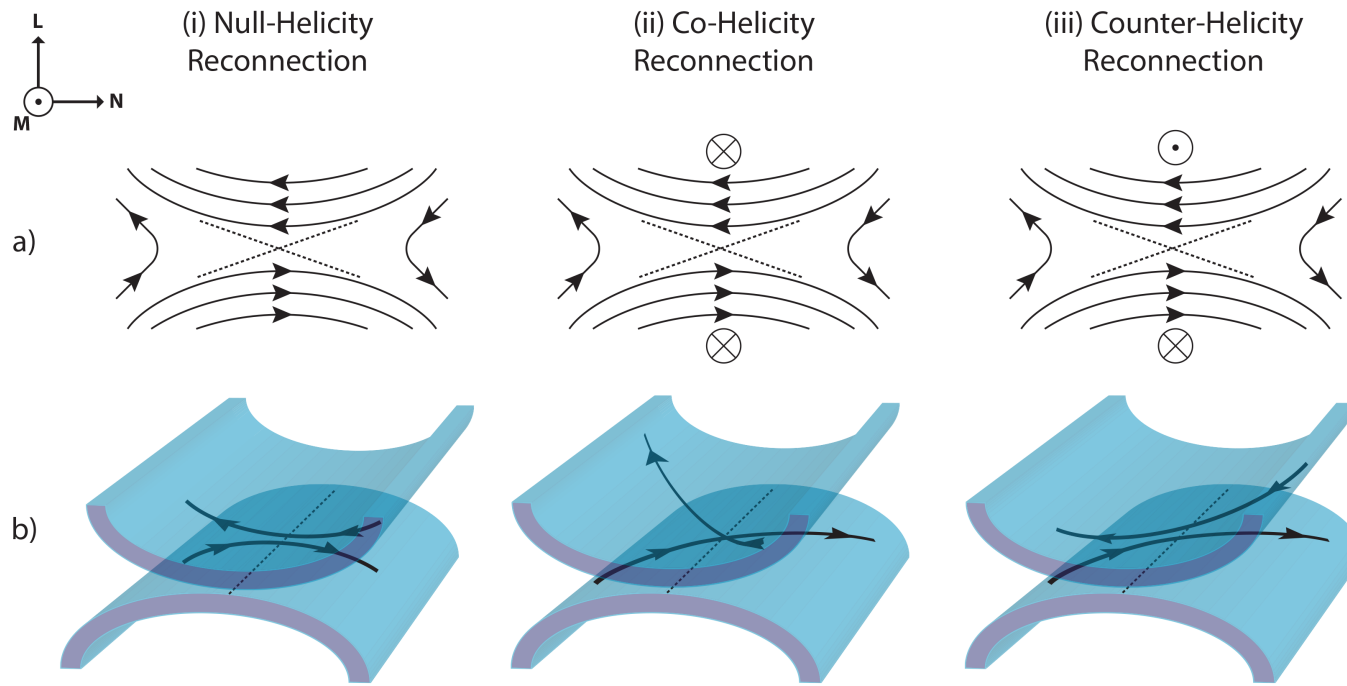 L
N
M
(i) Null-Helicity
Reconnection
(ii) Co-Helicity
Reconnection
(iii) Counter-Helicity
Reconnection
a)
b)